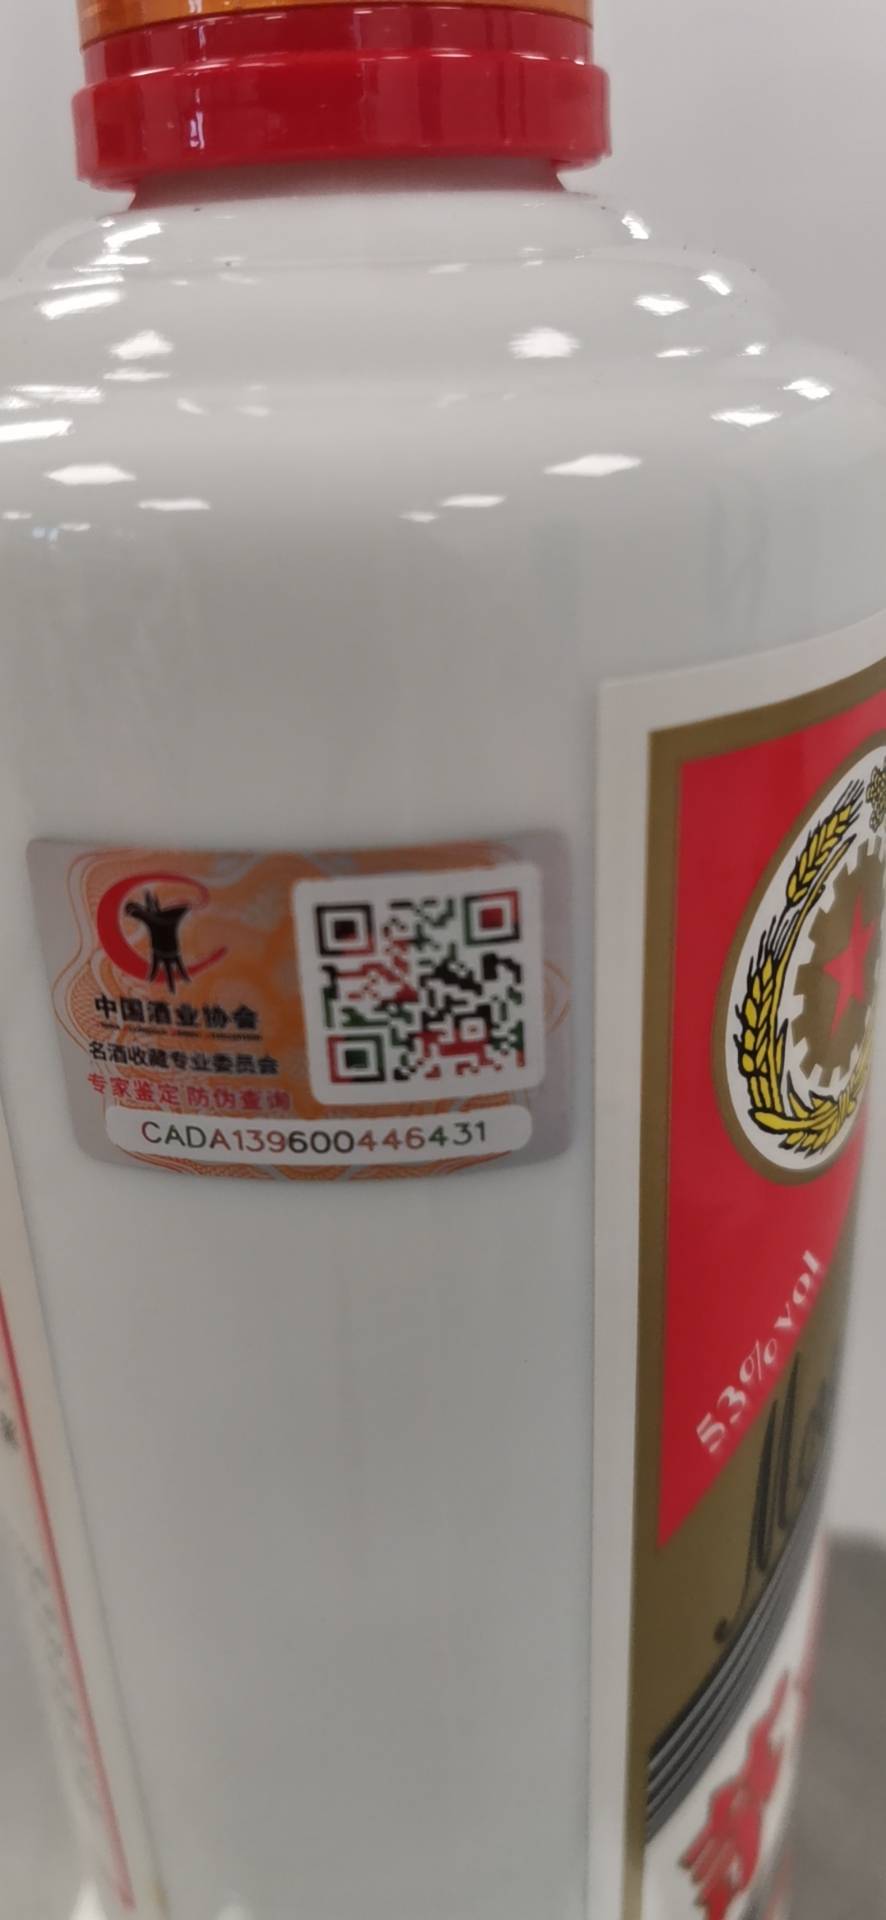 中国酒业协会
名酒收藏专业委员会
专家鉴定 防伪查询
CADA139600446431
53% vol